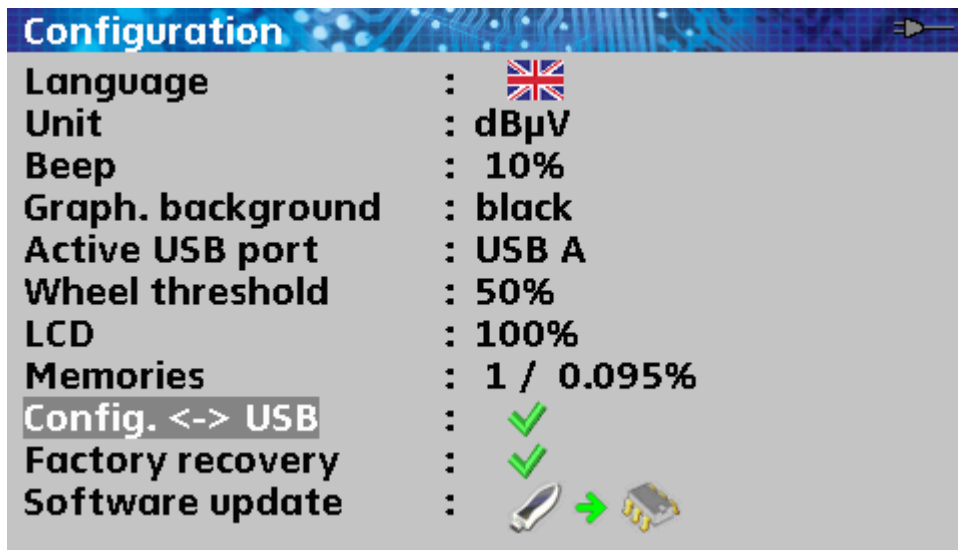 Configuration
Language :
Unit : dBµV
Beep : 10%
Graph. background : black
Active USB port : USB A
Wheel threshold : 50%
LCD : 100%
Memories : 1 / 0.095%
Config. <-> USB :
Factory recovery :
Software update :